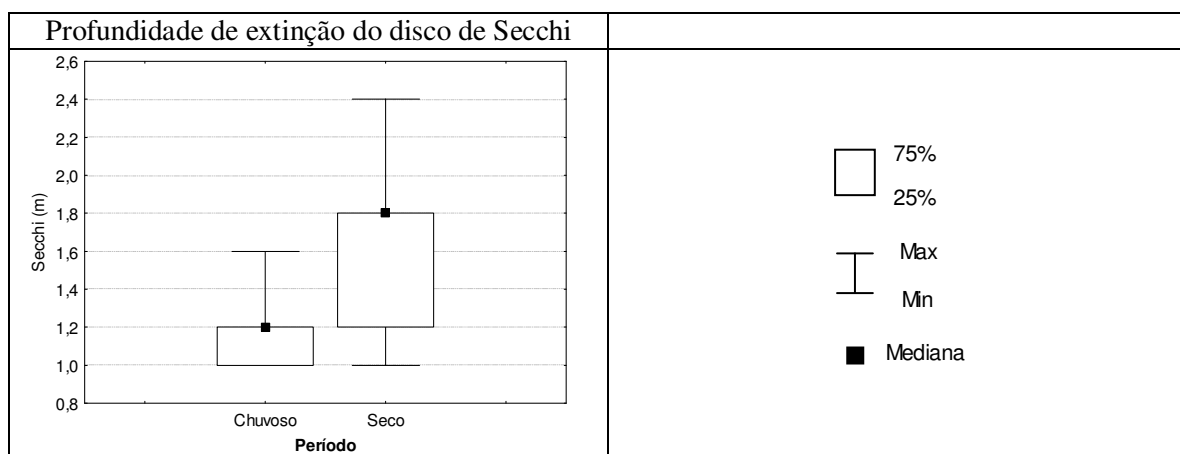 Profundidade de extinção do disco de Secchi
2,6
2,4
2,2
2,0
1,8
1,6
1,4
1,2
1,0
0,8
Secchi (m)
Chuvoso Seco
Período
75%
25%
Max
Min
Mediana